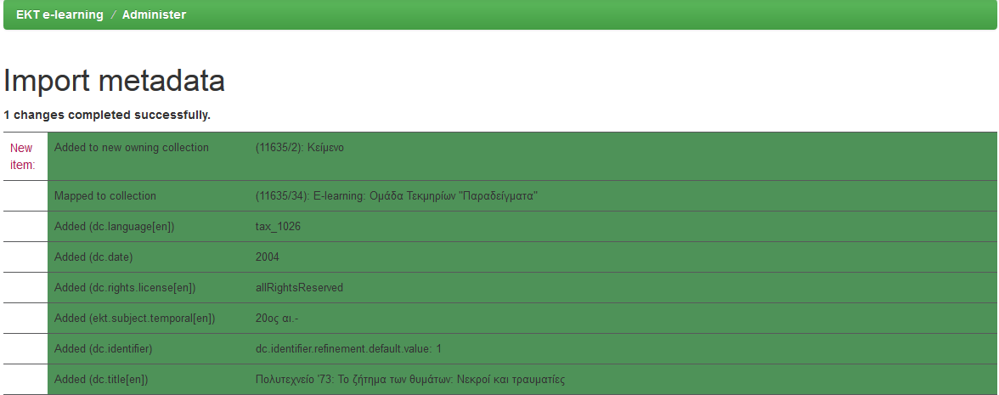 EKT e-learning / Administer
Import metadata
1 changes completed successfully.
New item: Added to new owning collection (11635/2): Κείμενο
Mapped to collection (11635/34): E-learning: Ομάδα Τεκμηρίων "Παραδείγματα"
Added (dc.language[en]) tax_1026
Added (dc.date) 2004
Added (dc.rights.license[en]) allRightsReserved
Added (ekt.subject.temporal[en]) 20ος αι.-
Added (dc.identifier) dc.identifier.refinement.default.value: 1
Added (dc.title[en]) Πολυτεχνείο '73: Το ζήτημα των θυμάτων: Νεκροί και τραυματίες